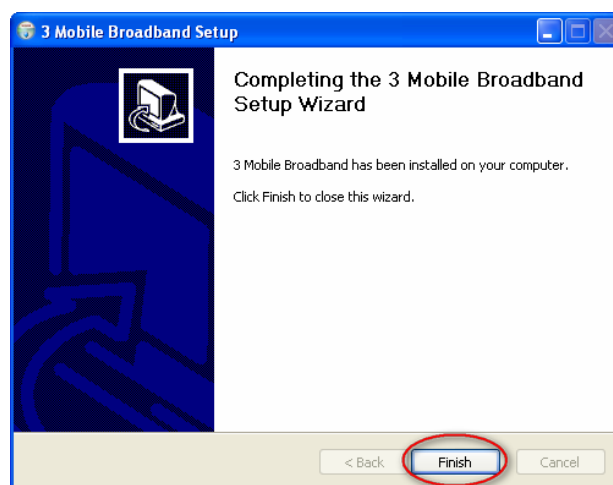 3 Mobile Broadband Setup
Completing the 3 Mobile Broadband
Setup Wizard
3 Mobile Broadband has been installed on your computer.
Click Finish to close this wizard.
< Back
Finish
Cancel